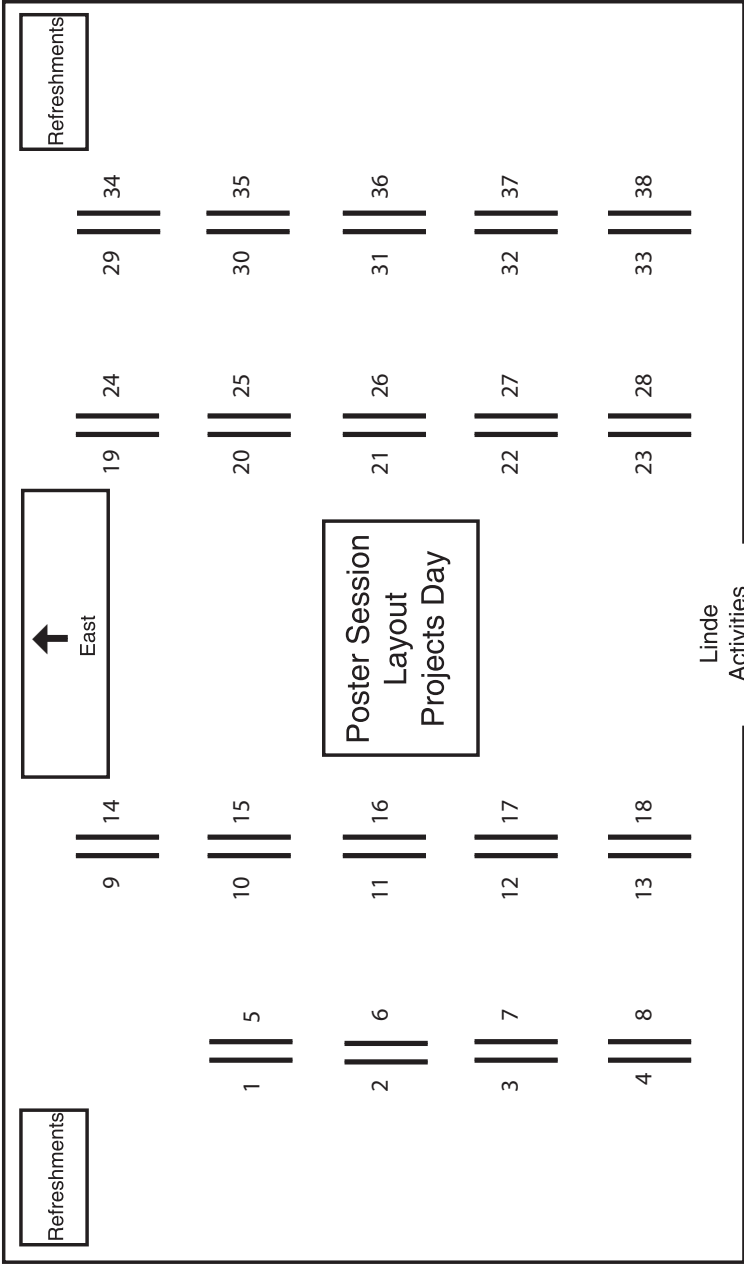 Refreshments
East
Refreshments
9 14 19 24 29 34
1 5 10 15 20 25 30 35
Poster Session
Layout
Projects Day
2 6 11 16 21 26 31 36
3 7 12 17 22 27 32 37
4 8 13 18 23 28 33 38
Linde
Activities